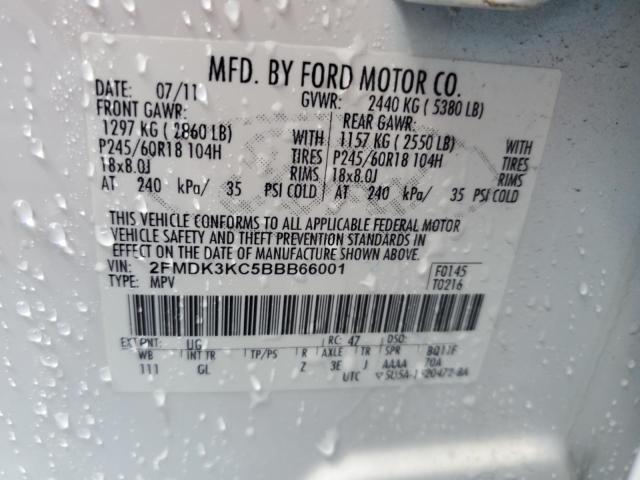 MFD. BY FORD MOTOR CO.
DATE: 07/11 GVWR: 2440 KG ( 5380 LB)
FRONT GAWR: REAR GAWR:
1297 KG ( 2860 LB) WITH 1157 KG ( 2550 LB) WITH
P245/60R18 104H TIRES P245/60R18 104H TIRES
18x8.0J RIMS 18x8.0J RIMS
AT 240 kPa/ 35 PSI COLD AT 240 kPa/ 35 PSI COLD
THIS VEHICLE CONFORMS TO ALL APPLICABLE FEDERAL MOTOR
VEHICLE SAFETY AND THEFT PREVENTION STANDARDS IN
EFFECT ON THE DATE OF MANUFACTURE SHOWN ABOVE.
VIN: 2FMDK3KC5BBB66001 F0145
TYPE: MPV T0216
EXT PNT: UG RC: 47 DSO:
WB INT TR TP/PS R AXLE TR SPR
111 GL 2 3E J AAAA 70A
UTC